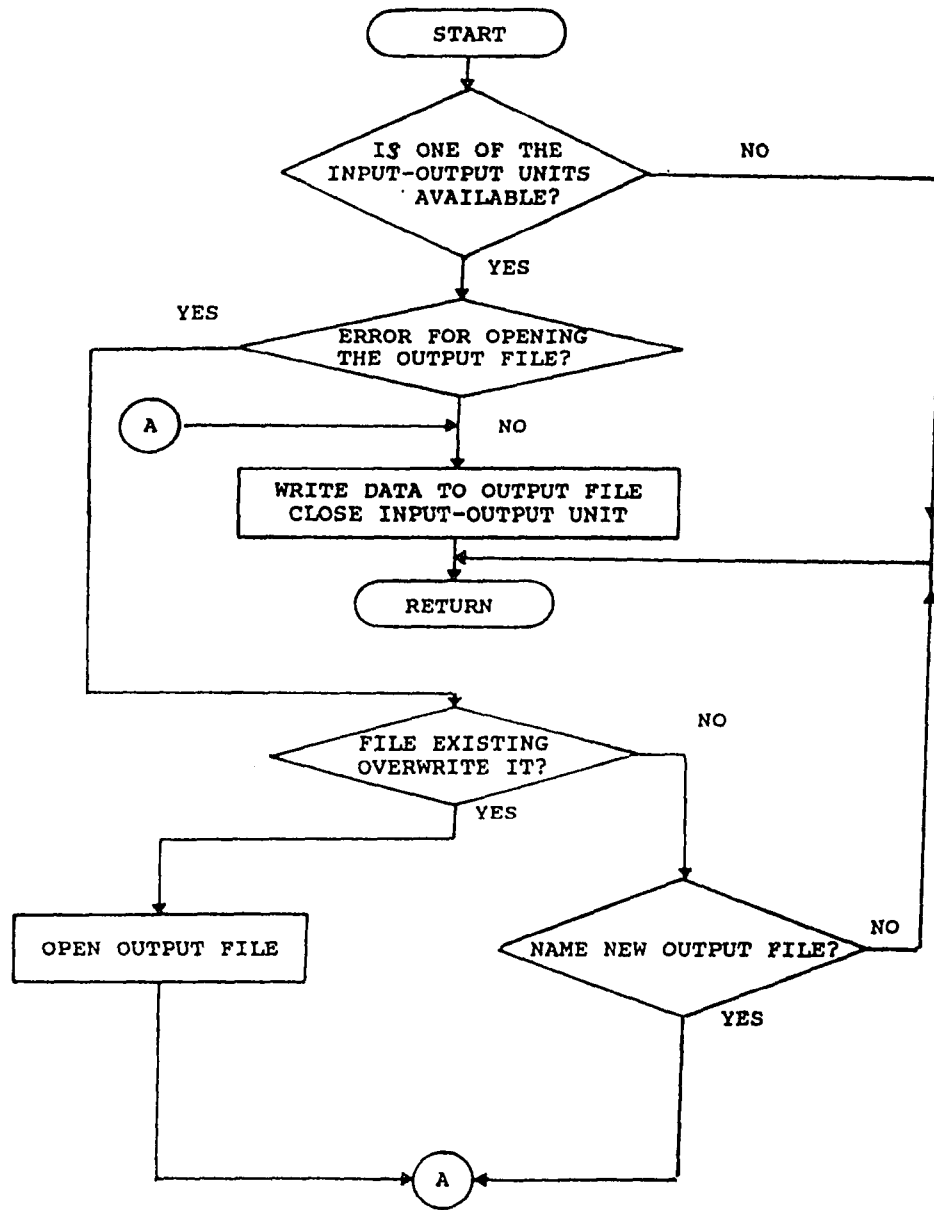 START
IS ONE OF THE
INPUT-OUTPUT UNITS
AVAILABLE?
NO
YES
YES
ERROR FOR OPENING
THE OUTPUT FILE?
A
NO
WRITE DATA TO OUTPUT FILE
CLOSE INPUT-OUTPUT UNIT
RETURN
NO
FILE EXISTING
OVERWRITE IT?
YES
OPEN OUTPUT FILE
NAME NEW OUTPUT FILE?
NO
YES
A